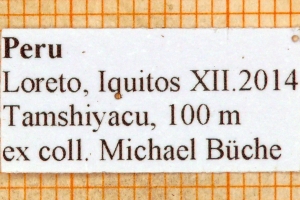 Peru
Loreto, Iquitos XII.2014
Tamshiyacu, 100 m
ex coll. Michael Büche